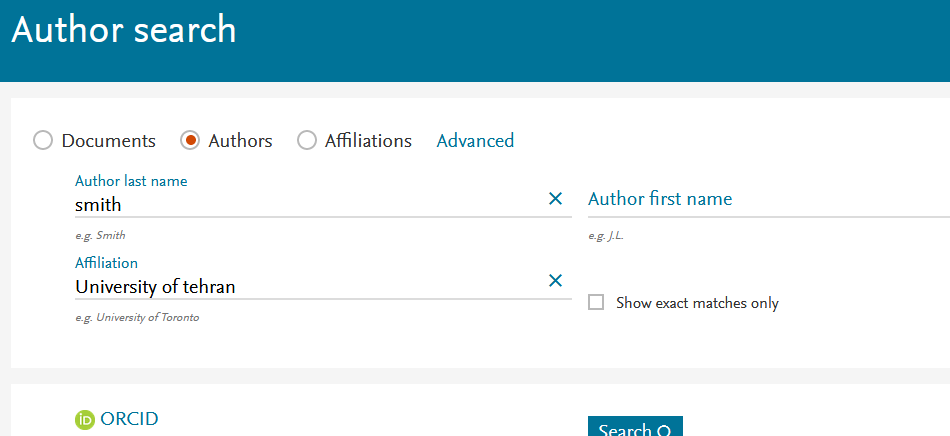 Author search
Documents Authors Affiliations Advanced
Author last name
smith
Author first name
e.g. Smith
e.g. J.L.
Affiliation
University of tehran
Show exact matches only
e.g. University of Toronto
iD ORCID
Search